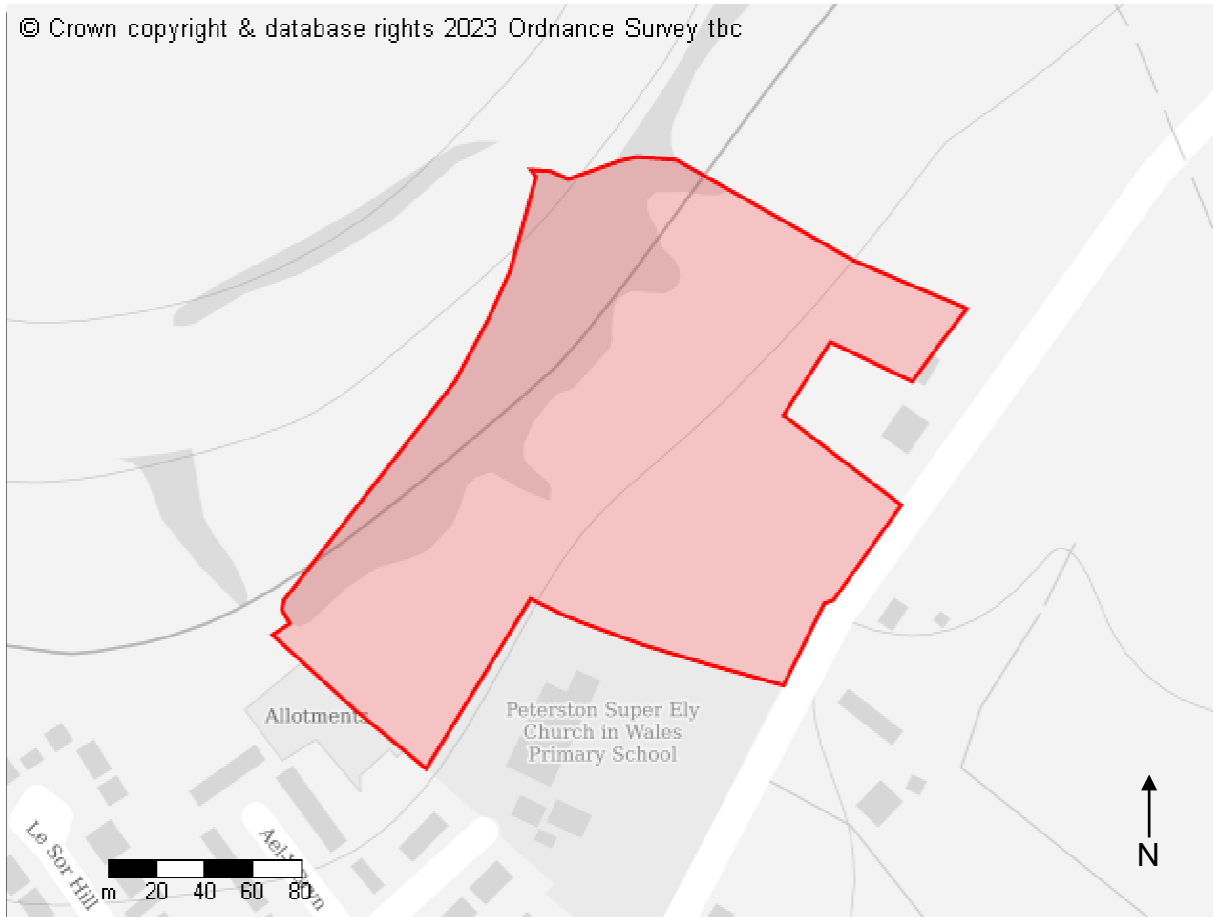 © Crown copyright & database rights 2023 Ordnance Survey tbc
Allotments
Peterston Super Ely
Church in Wales
Primary School
Le Sor Hill
m 20 40 60 80
N